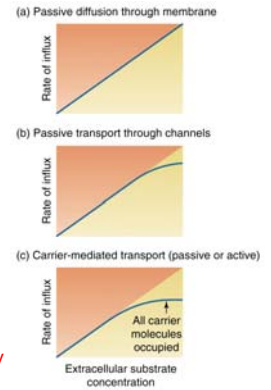 (a) Passive diffusion through membrane
Rate of influx
(b) Passive transport through channels
Rate of influx
(c) Carrier-mediated transport (passive or active)
Rate of influx
All carrier
molecules
occupied
Extracellular substrate
concentration